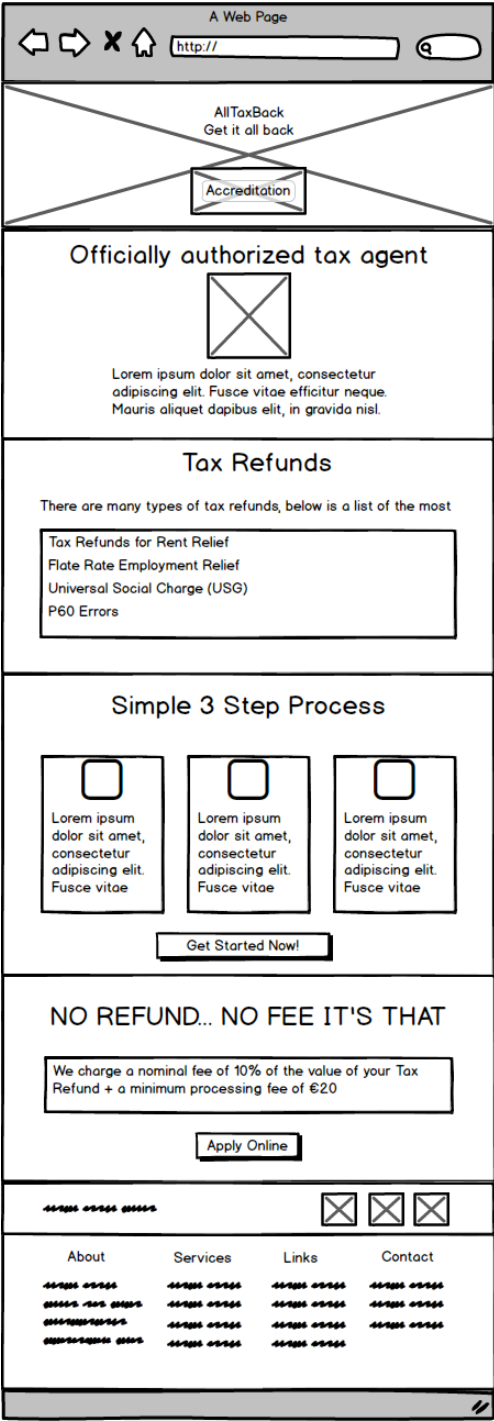 A Web Page
http://
AllTaxBack
Get it all back
Accreditation
Officially authorized tax agent
Lorem ipsum dolor sit amet, consectetur
adipiscing elit. Fusce vitae efficitur neque.
Mauris aliquet dapibus elit, in gravida nisl.
Tax Refunds
There are many types of tax refunds, below is a list of the most
Tax Refunds for Rent Relief
Flate Rate Employment Relief
Universal Social Charge (USG)
P60 Errors
Simple 3 Step Process
Lorem ipsum
dolor sit amet,
consectetur
adipiscing elit.
Fusce vitae
Lorem ipsum
dolor sit amet,
consectetur
adipiscing elit.
Fusce vitae
Lorem ipsum
dolor sit amet,
consectetur
adipiscing elit.
Fusce vitae
Get Started Now!
NO REFUND... NO FEE IT'S THAT
We charge a nominal fee of 10% of the value of your Tax
Refund + a minimum processing fee of €20
Apply Online
About Services Links Contact